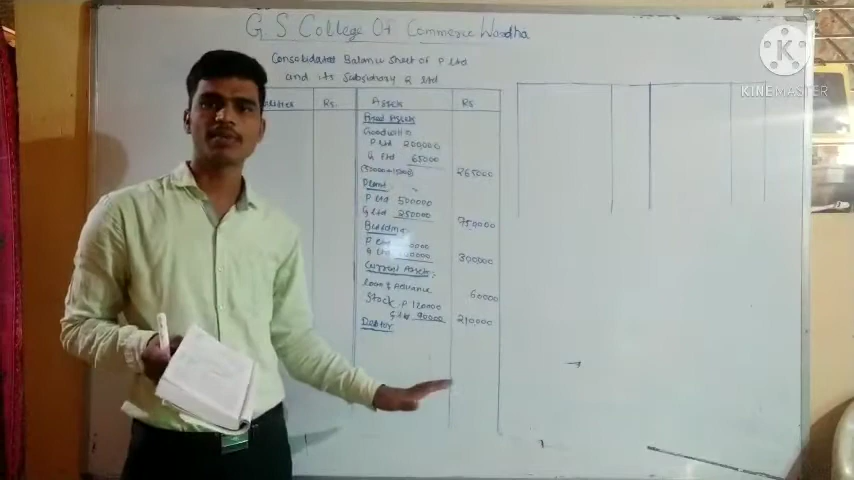 G S College Of Commerce Wardha
Consolidated Balance Sheet of P Ltd
and its Subsidiary Q Ltd
Rs. Assets Rs
Fixed Assets
Goodwill
P Ltd 200000
65000
265000
P Ltd 500000
Q Ltd 250000
750000
Building
P Ltd
300000
Current Assets:
Loan & Advance
60000
Stock P 120000
90000
210000
Debtor
K
KINEMASTER